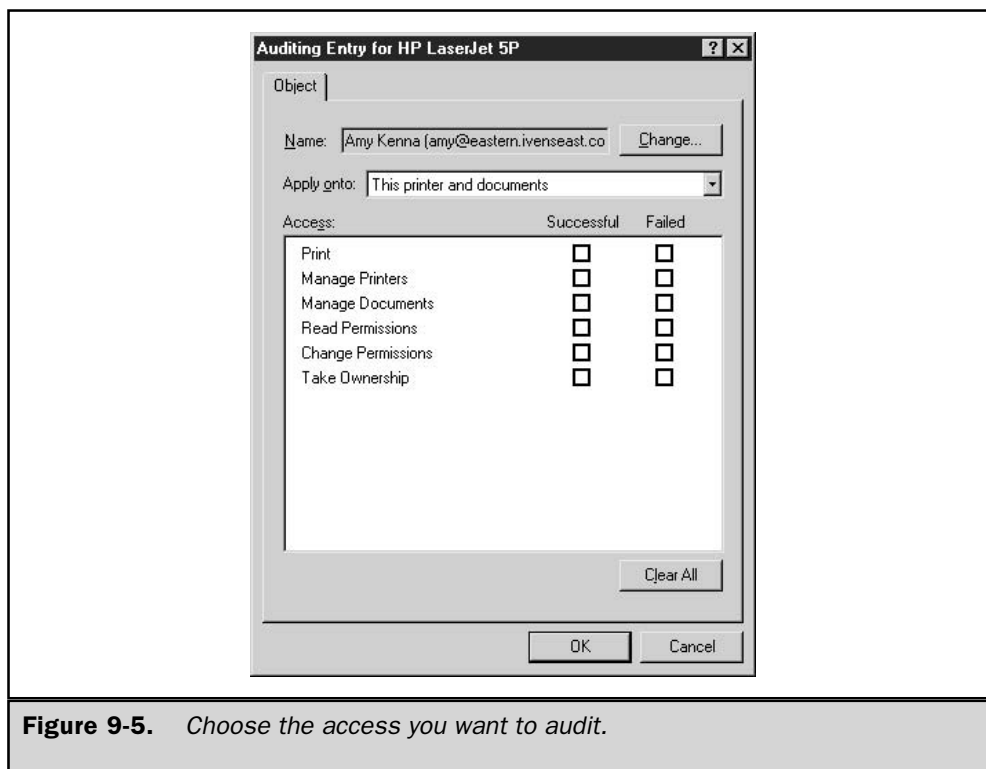 Auditing Entry for HP LaserJet 5P
Object
Name: Amy Kenna (amy@eastern.ivenseast.co Change...
Apply onto: This printer and documents
Access: Successful Failed
Print
Manage Printers
Manage Documents
Read Permissions
Change Permissions
Take Ownership
Clear All
OK Cancel
Figure 9-5. Choose the access you want to audit.